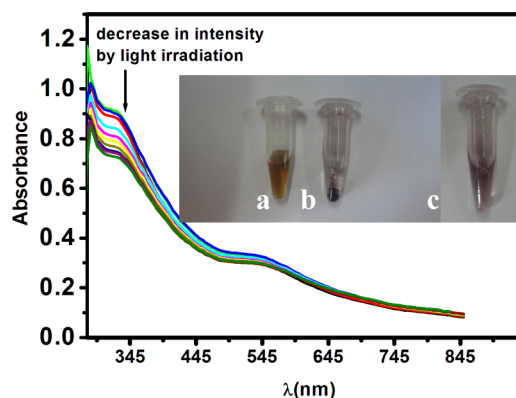 decrease in intensity
by light irradiation
Absorbance
1.2
1.0
0.8
0.6
0.4
0.2
0.0
a b c
345 445 545 645 745 845
λ(nm)